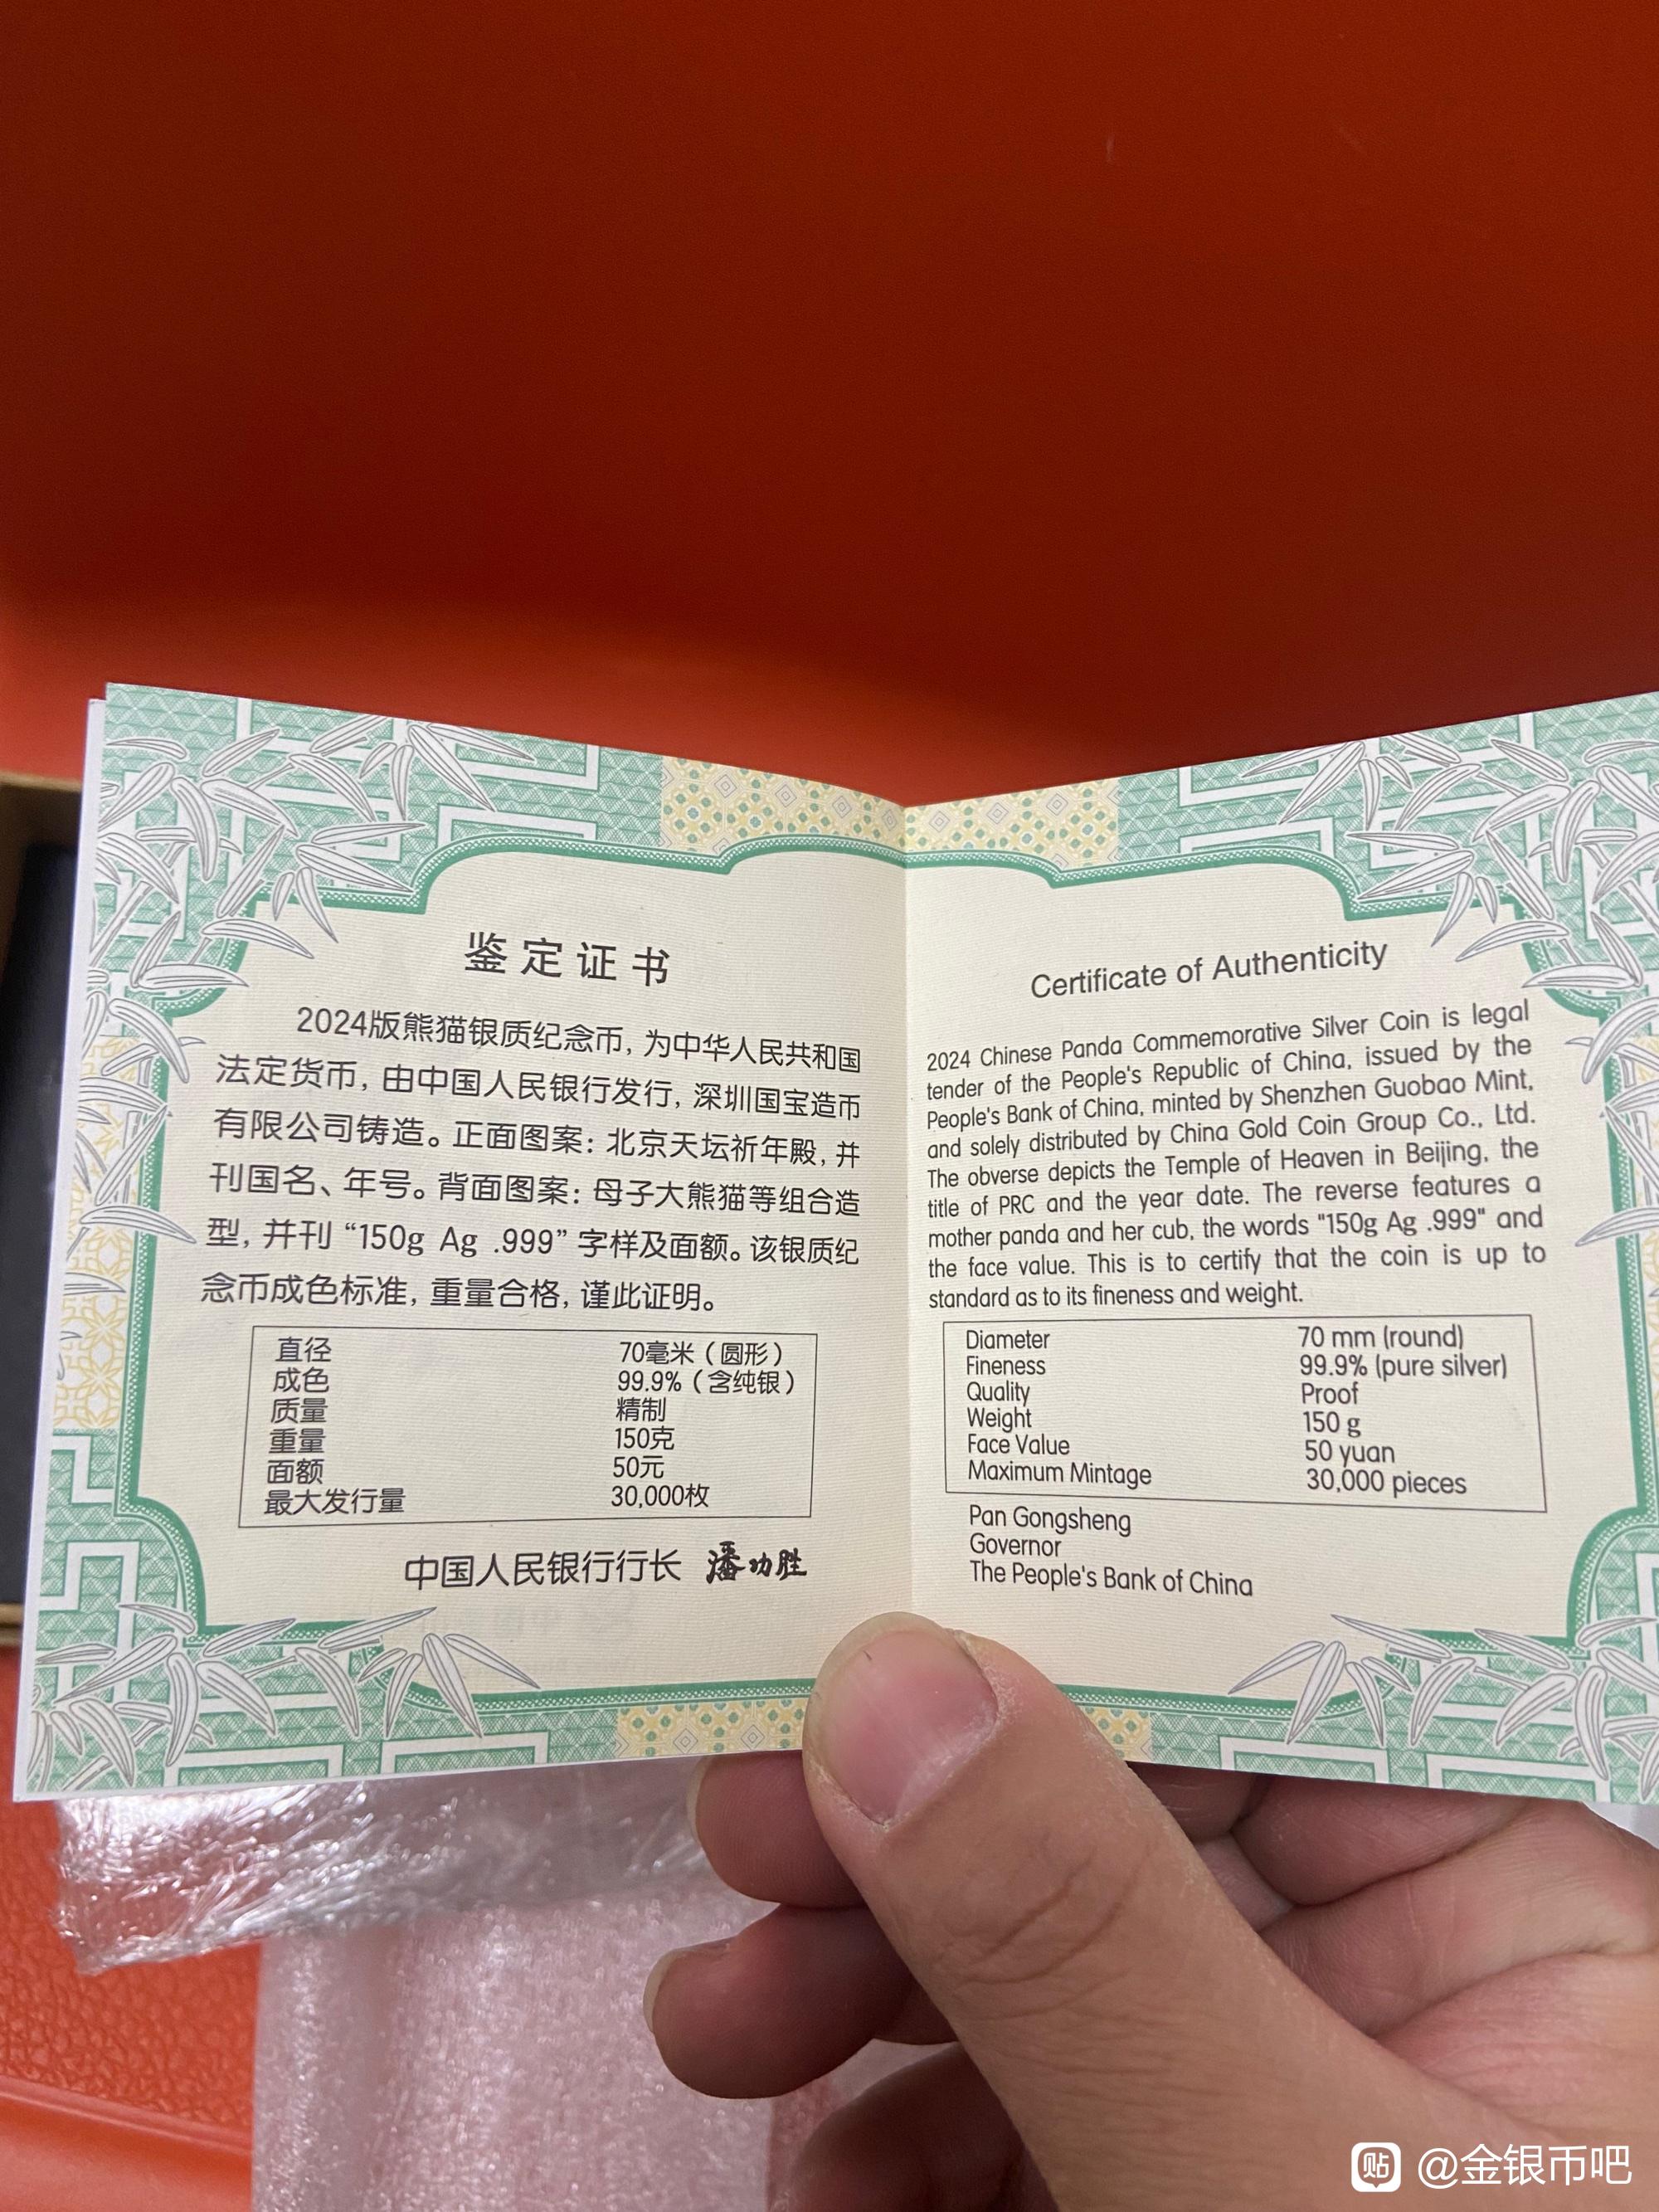 鉴定证书
2024版熊猫银质纪念币，为中华人民共和国
法定货币，由中国人民银行发行，深圳国宝造币
有限公司铸造。正面图案：北京天坛祈年殿，并
刊国名、年号。背面图案：母子大熊猫等组合造
型，并刊“150g Ag .999”字样及面额。该银质纪
念币成色标准，重量合格，谨此证明。
直径 70毫米（圆形）
成色 99.9%（含纯银）
质量 精制
重量 150克
面额 50元
最大发行量 30,000枚
中国人民银行行长 潘功胜
Certificate of Authenticity
2024 Chinese Panda Commemorative Silver Coin is legal
tender of the People's Republic of China, issued by the
People's Bank of China, minted by Shenzhen Guobao Mint,
and solely distributed by China Gold Coin Group Co., Ltd.
The obverse depicts the Temple of Heaven in Beijing, the
title of PRC and the year date. The reverse features a
mother panda and her cub, the words "150g Ag .999" and
the face value. This is to certify that the coin is up to
standard as to its fineness and weight.
Diameter 70 mm (round)
Fineness 99.9% (pure silver)
Quality Proof
Weight 150 g
Face Value 50 yuan
Maximum Mintage 30,000 pieces
Pan Gongsheng
Governor
The People's Bank of China
贴 @金银币吧